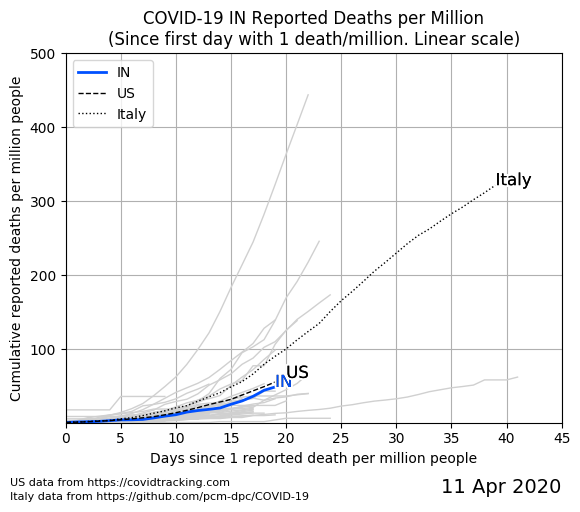 COVID-19 IN Reported Deaths per Million
(Since first day with 1 death/million. Linear scale)
Cumulative reported deaths per million people
500
400
300
200
100
IN
US
Italy
Italy
US
IN
0
5
10
15
20
25
30
35
40
45
Days since 1 reported death per million people
US data from https://covidtracking.com
Italy data from https://github.com/pcm-dpc/COVID-19
11 Apr 2020